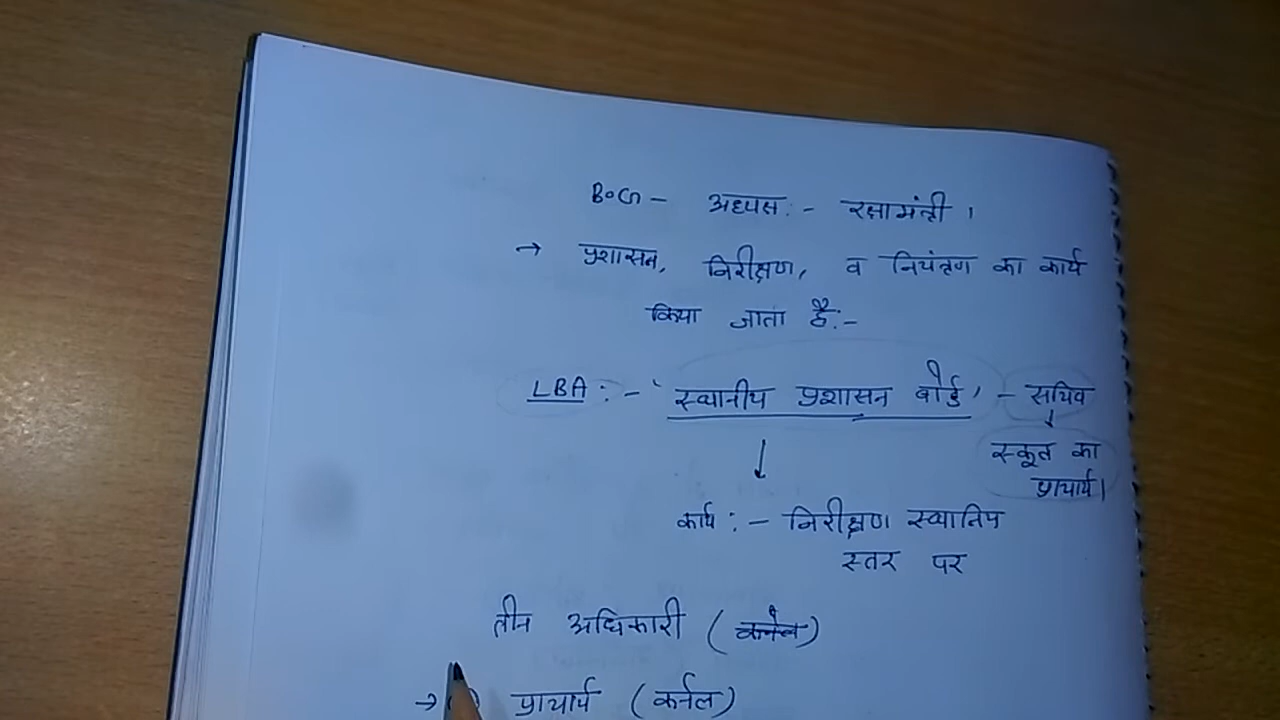 BoG - अध्यक्ष :- रक्षामंत्री ।
→ प्रशासन, निरीक्षण, व नियंत्रण का कार्य
किया जाता है:-
LBA :- 'स्थानीय प्रशासन बोर्ड' - सचिव
↓ ↓
स्कूल का
प्राचार्य।
कार्य :- निरीक्षण स्थानिय
स्तर पर
तीन अधिकारी (कर्नल)
→ प्राचार्य (कर्नल)